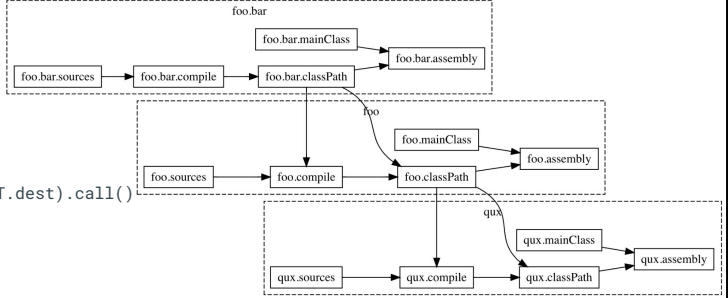 foo.bar
foo.bar.mainClass
foo.bar.assembly
foo.bar.sources
foo.bar.compile
foo.bar.classPath
foo
foo.mainClass
foo.assembly
foo.sources
foo.compile
foo.classPath
T.dest).call()
qux
qux.mainClass
qux.assembly
qux.sources
qux.compile
qux.classPath